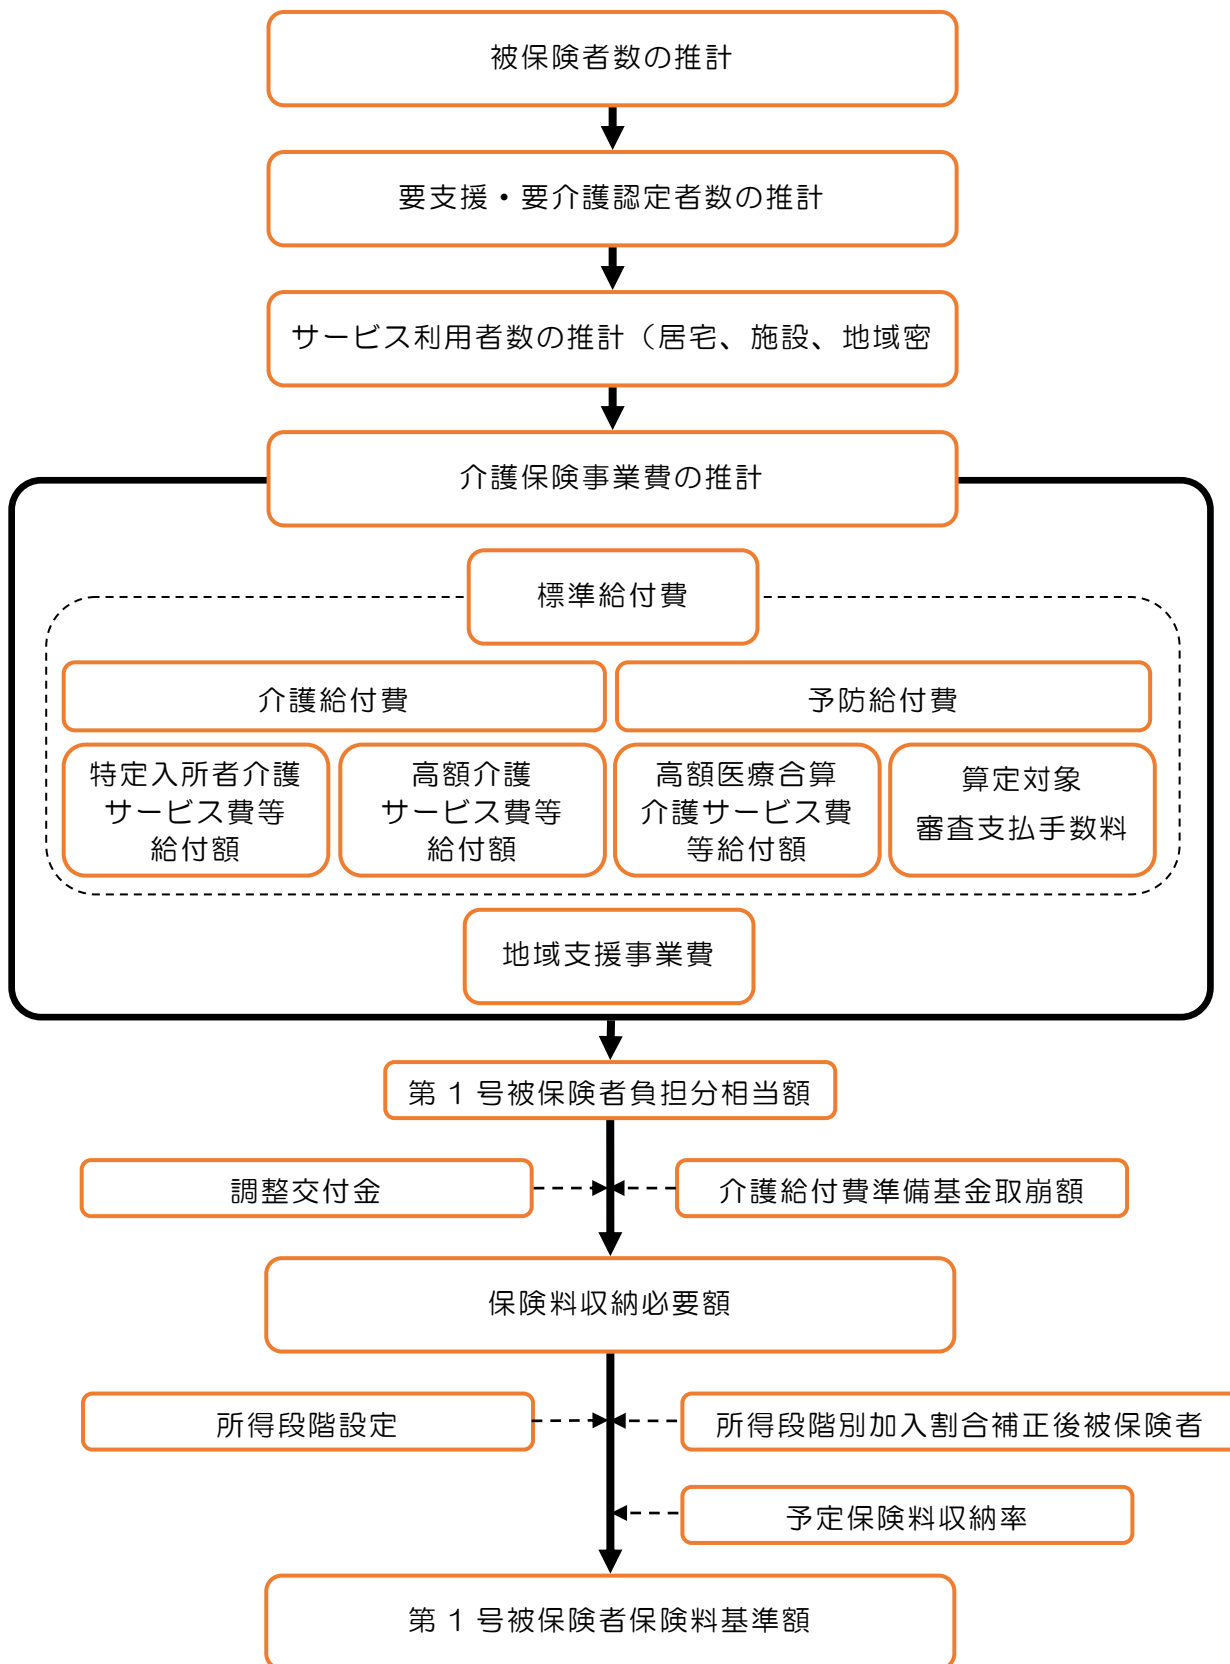 被保険者数の推計
要支援・要介護認定者数の推計
サービス利用者数の推計（居宅、施設、地域密
介護保険事業費の推計
標準給付費
介護給付費
予防給付費
特定入所者介護
サービス費等
給付額
高額介護
サービス費等
給付額
高額医療合算
介護サービス費
等給付額
算定対象
審査支払手数料
地域支援事業費
第 1 号被保険者負担分相当額
調整交付金
介護給付費準備基金取崩額
保険料収納必要額
所得段階設定
所得段階別加入割合補正後被保険者
予定保険料収納率
第 1 号被保険者保険料基準額